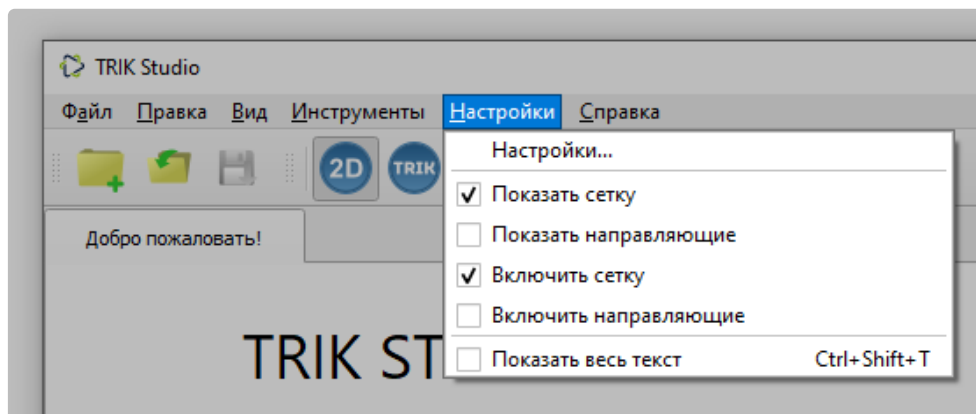 TRIK Studio
Файл Правка Вид Инструменты Настройки Справка
2D TRIK
Настройки...
Показать сетку
Добро пожаловать!
Показать направляющие
Включить сетку
Включить направляющие
TRIK ST
Показать весь текст Ctrl+Shift+T